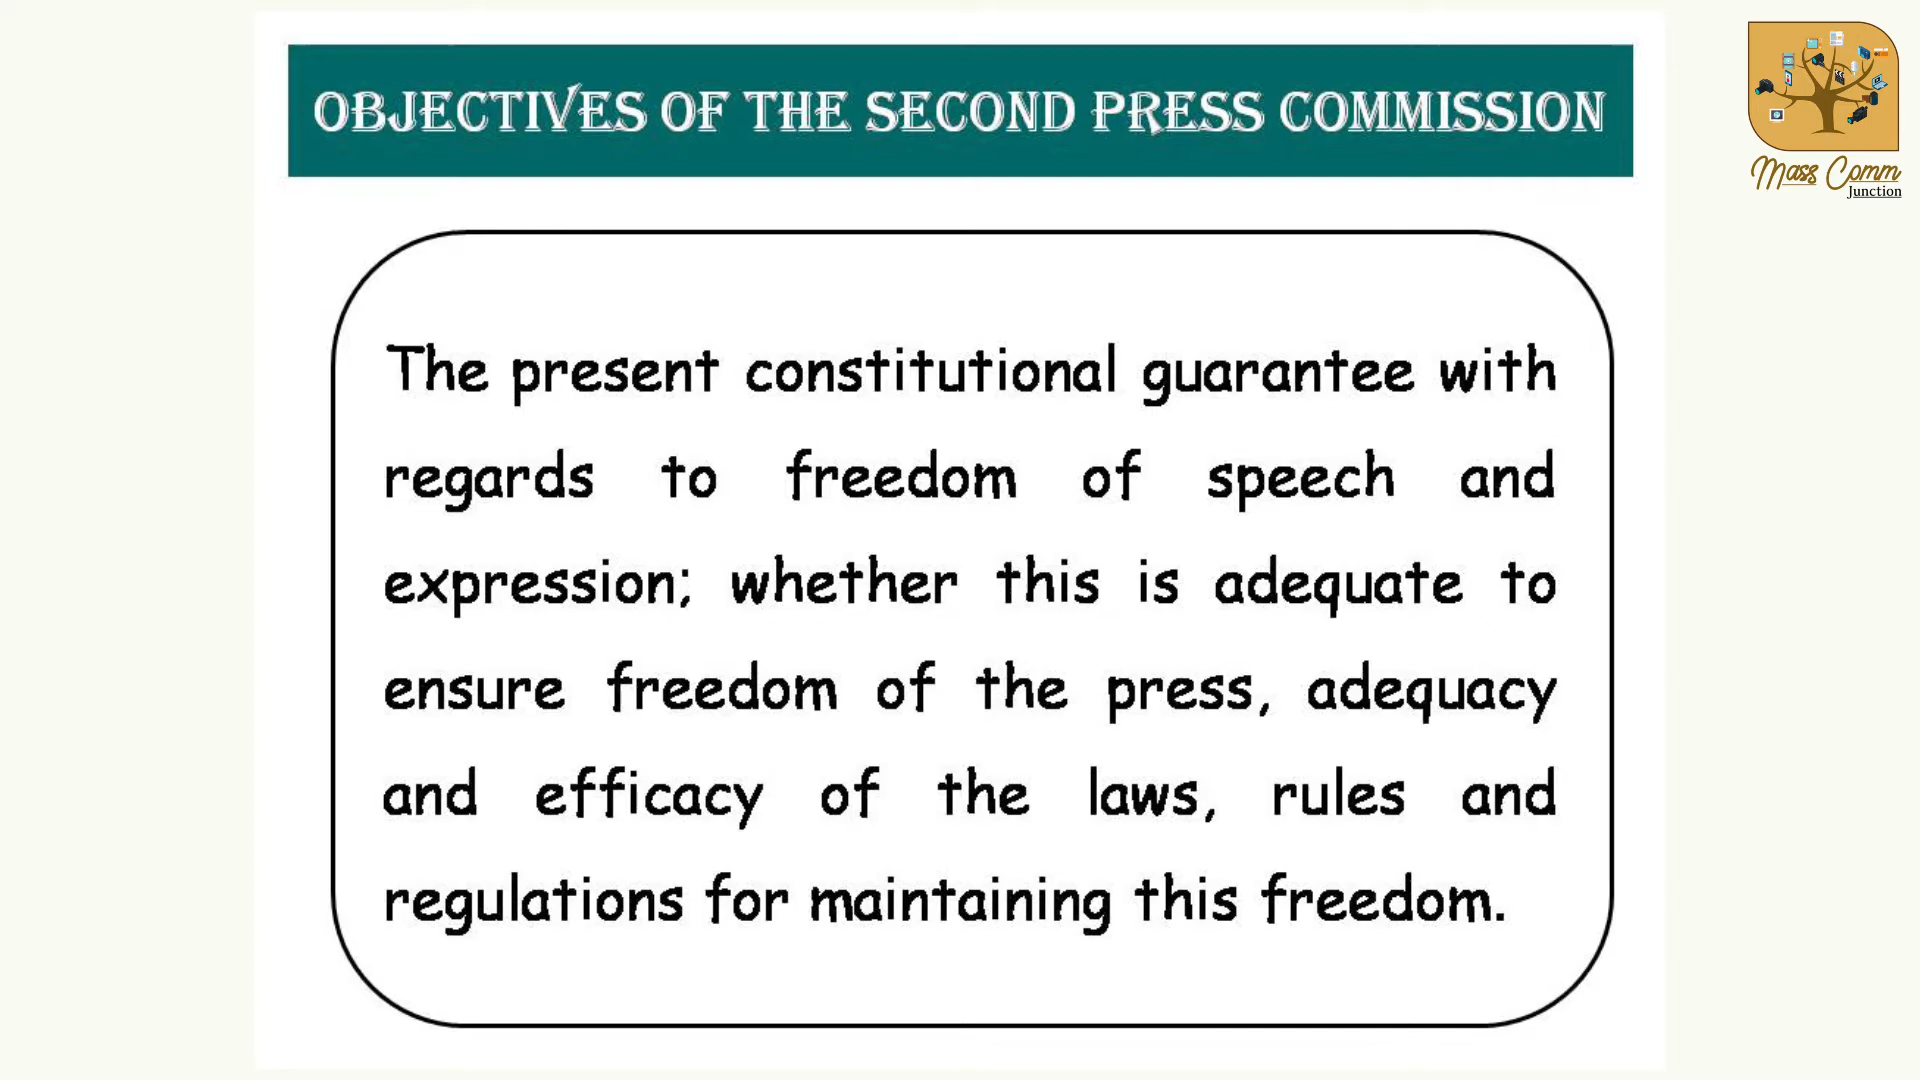 OBJECTIVES OF THE SECOND PRESS COMMISSION
Mass Comm
Junction
The present constitutional guarantee with
regards to freedom of speech and
expression; whether this is adequate to
ensure freedom of the press, adequacy
and efficacy of the laws, rules and
regulations for maintaining this freedom.